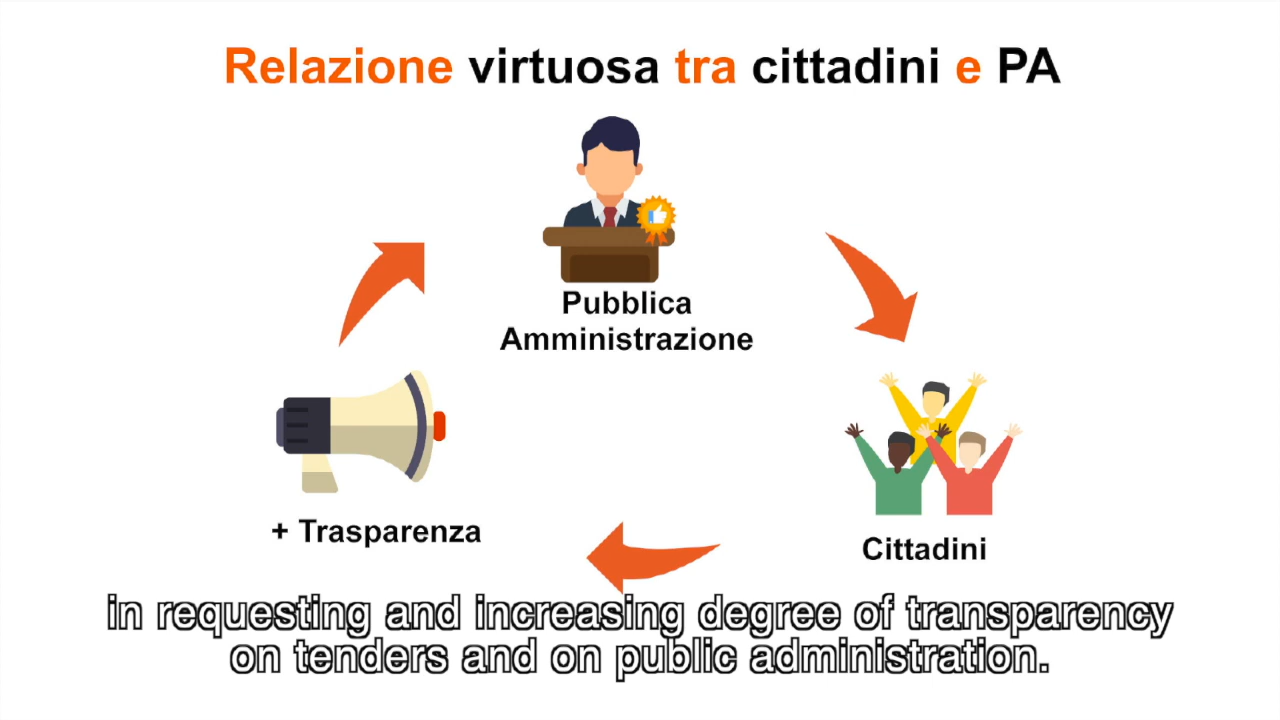 Relazione virtuosa tra cittadini e PA
Pubblica
Amministrazione
+ Trasparenza
Cittadini
in requesting and increasing degree of transparency
on tenders and on public administration.